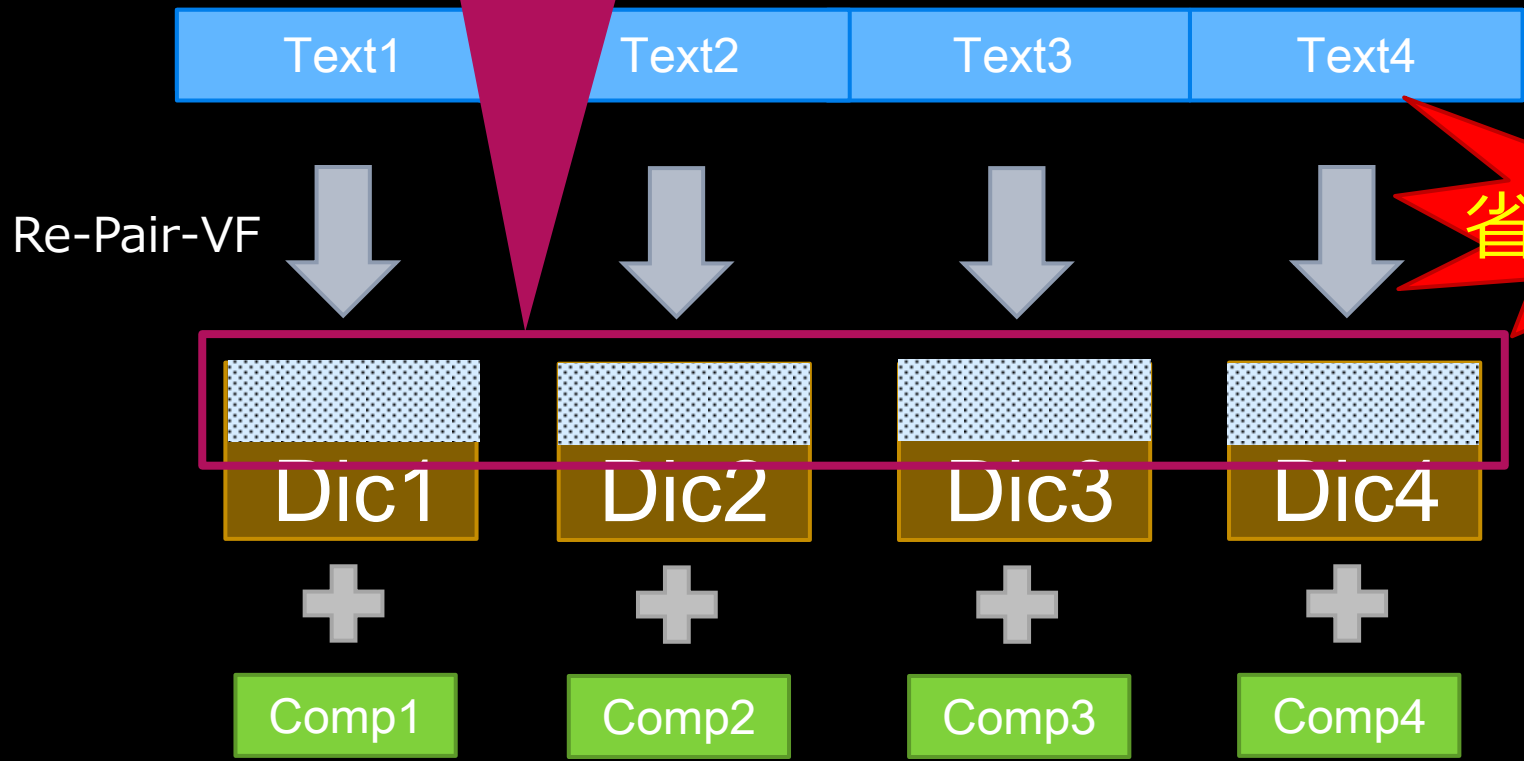 Text1 Text2 Text3 Text4
Re-Pair-VF
省
Dic1 Dic2 Dic3 Dic4
Comp1 Comp2 Comp3 Comp4